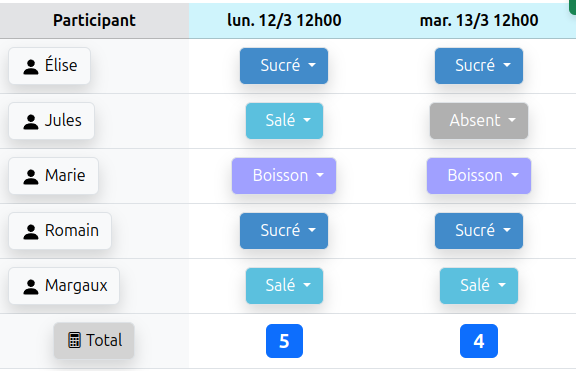 Participant lun. 12/3 12h00 mar. 13/3 12h00
Élise Sucré Sucré
Jules Salé Absent
Marie Boisson Boisson
Romain Sucré Sucré
Margaux Salé Salé
Total 5 4